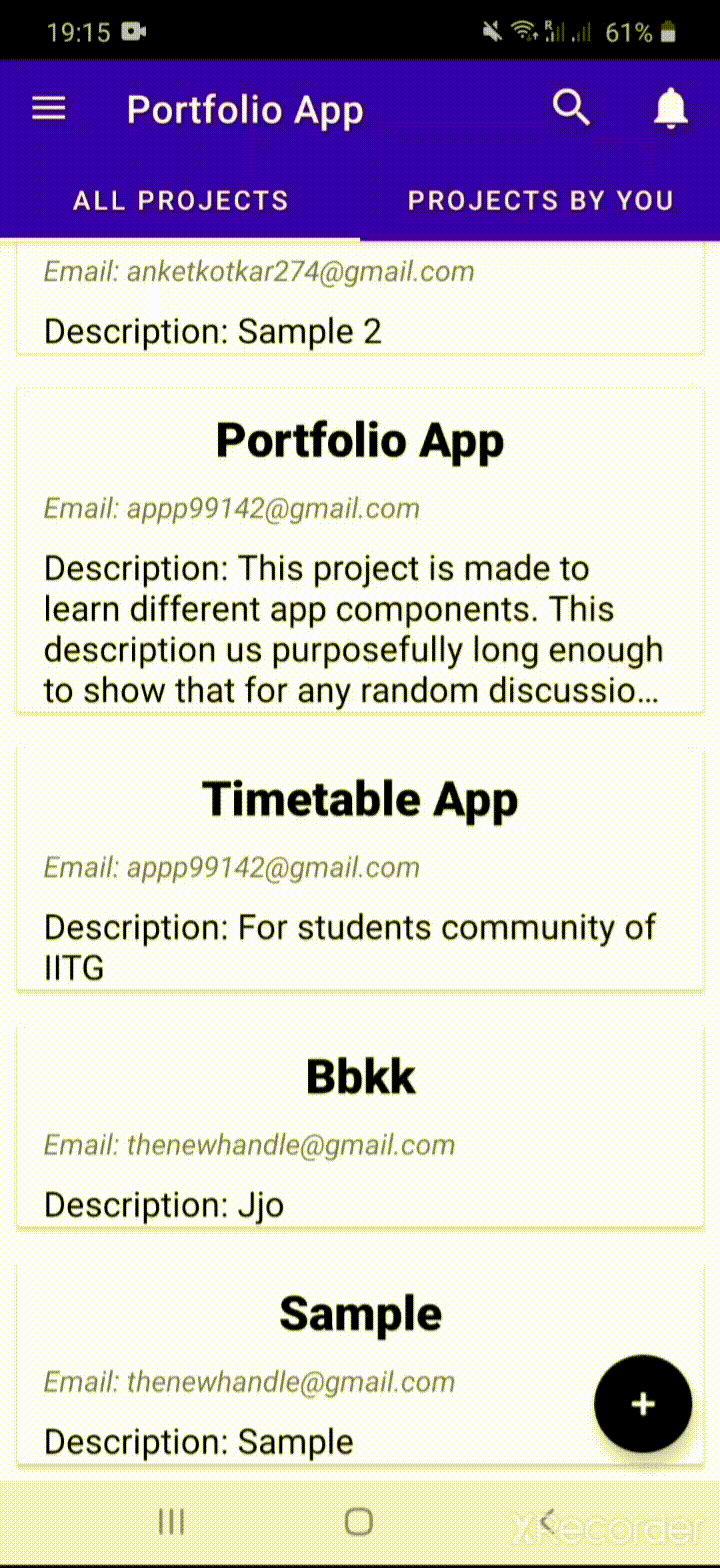 19:15
R
61%
Portfolio App
ALL PROJECTS
PROJECTS BY YOU
Email: anketkotkar274@gmail.com
Description: Sample 2
Portfolio App
Email: appp99142@gmail.com
Description: This project is made to
learn different app components. This
description us purposefully long enough
to show that for any random discussio...
Timetable App
Email: appp99142@gmail.com
Description: For students community of
IITG
Bbkk
Email: thenewhandle@gmail.com
Description: Jjo
Sample
Email: thenewhandle@gmail.com
+
Description: Sample
XRecorder